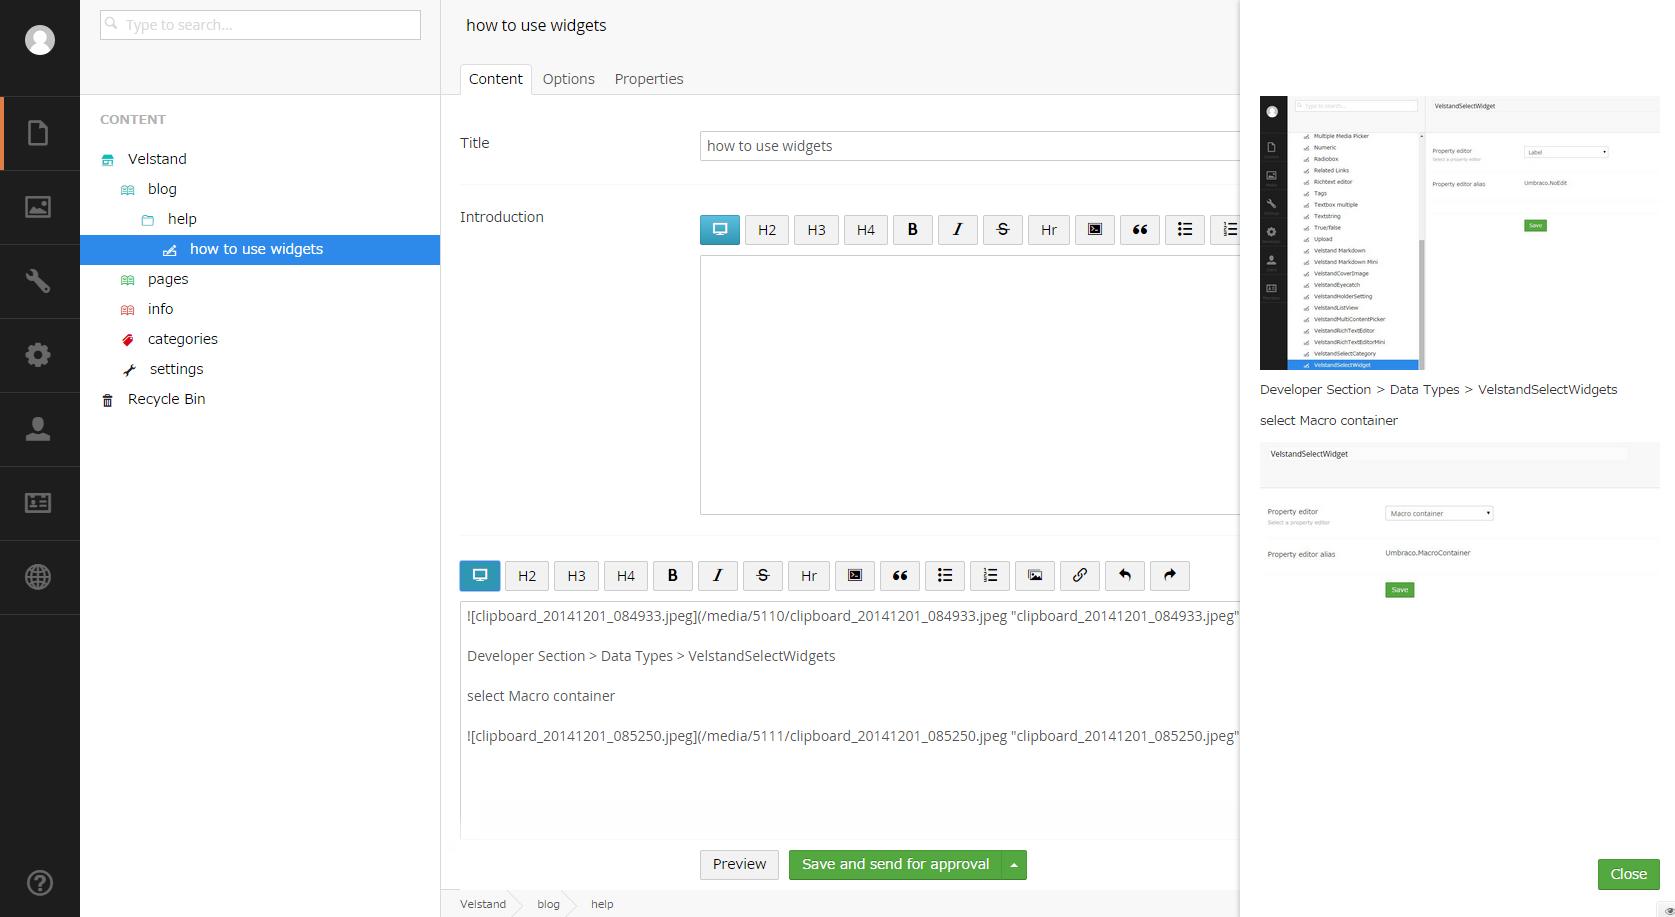 Type to search...
CONTENT
Velstand
blog
help
how to use widgets
pages
info
categories
settings
Recycle Bin
how to use widgets
Content Options Properties
Title
how to use widgets
Introduction
H2 H3 H4 B I S Hr
H2 H3 H4 B I S Hr
![clipboard_20141201_084933.jpeg](/media/5110/clipboard_20141201_084933.jpeg "clipboard_20141201_084933.jpeg"
Developer Section > Data Types > VelstandSelectWidgets
select Macro container
![clipboard_20141201_085250.jpeg](/media/5111/clipboard_20141201_085250.jpeg "clipboard_20141201_085250.jpeg"
Preview Save and send for approval
Velstand blog help
Type to search...
VelstandSelectWidget
Multiple Media Picker
Numeric
Radiobox
Related Links
Richtext editor
Tags
Textbox multiple
Textstring
True/false
Upload
Velstand Markdown
Velstand Markdown Mini
VelstandCoverImage
VelstandEyecatch
VelstandHolderSetting
VelstandListView
VelstandMultiContentPicker
VelstandRichTextEditor
VelstandRichTextEditorMini
VelstandSelectCategory
VelstandSelectWidget
Property editor
Select a property editor
Label
Property editor alias
Umbraco.NoEdit
Save
Developer Section > Data Types > VelstandSelectWidgets
select Macro container
VelstandSelectWidget
Property editor
Select a property editor
Macro container
Property editor alias
Umbraco.MacroContainer
Save
Close